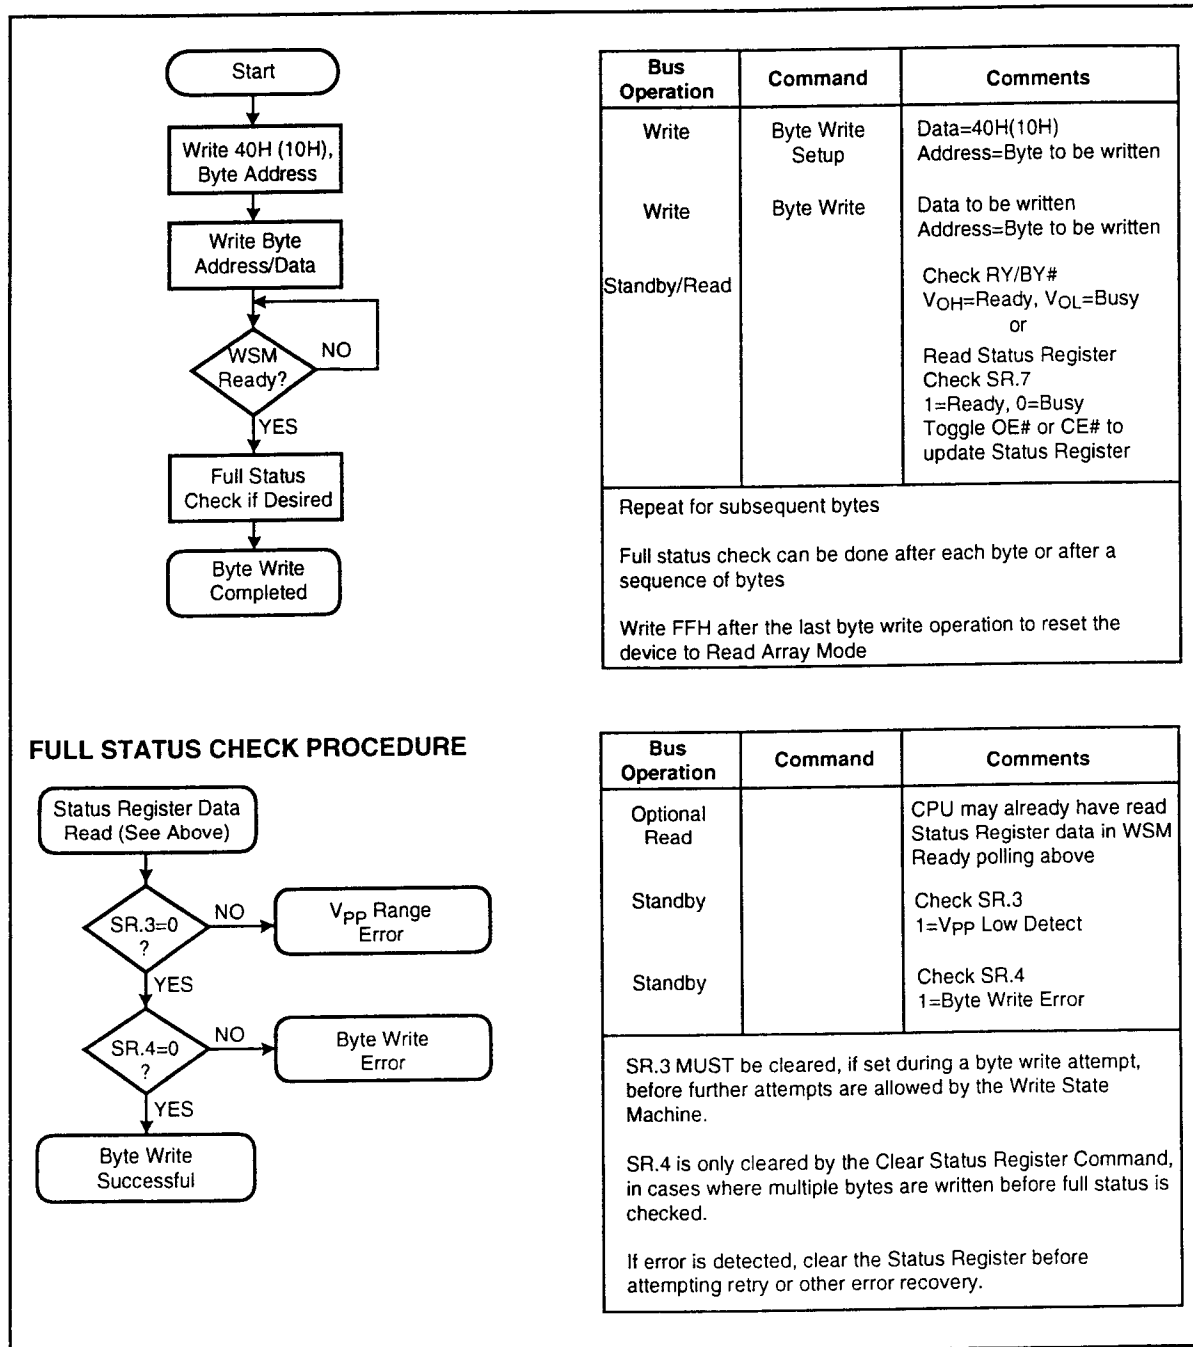 Start
Write 40H (10H),
Byte Address
Write Byte
Address/Data
WSM
Ready?
NO
YES
Full Status
Check if Desired
Byte Write
Completed
Bus
Operation
Command
Comments
Write
Byte Write
Setup
Data=40H(10H)
Address=Byte to be written
Write
Byte Write
Data to be written
Address=Byte to be written
Standby/Read
Check RY/BY#
VOH=Ready, VOL=Busy
or
Read Status Register
Check SR.7
1=Ready, 0=Busy
Toggle OE# or CE# to
update Status Register
Repeat for subsequent bytes
Full status check can be done after each byte or after a
sequence of bytes
Write FFH after the last byte write operation to reset the
device to Read Array Mode
FULL STATUS CHECK PROCEDURE
Status Register Data
Read (See Above)
SR.3=0
?
NO
VPP Range
Error
YES
SR.4=0
?
NO
Byte Write
Error
YES
Byte Write
Successful
Bus
Operation
Command
Comments
Optional
Read
CPU may already have read
Status Register data in WSM
Ready polling above
Standby
Check SR.3
1=VPP Low Detect
Standby
Check SR.4
1=Byte Write Error
SR.3 MUST be cleared, if set during a byte write attempt,
before further attempts are allowed by the Write State
Machine.
SR.4 is only cleared by the Clear Status Register Command,
in cases where multiple bytes are written before full status is
checked.
If error is detected, clear the Status Register before
attempting retry or other error recovery.